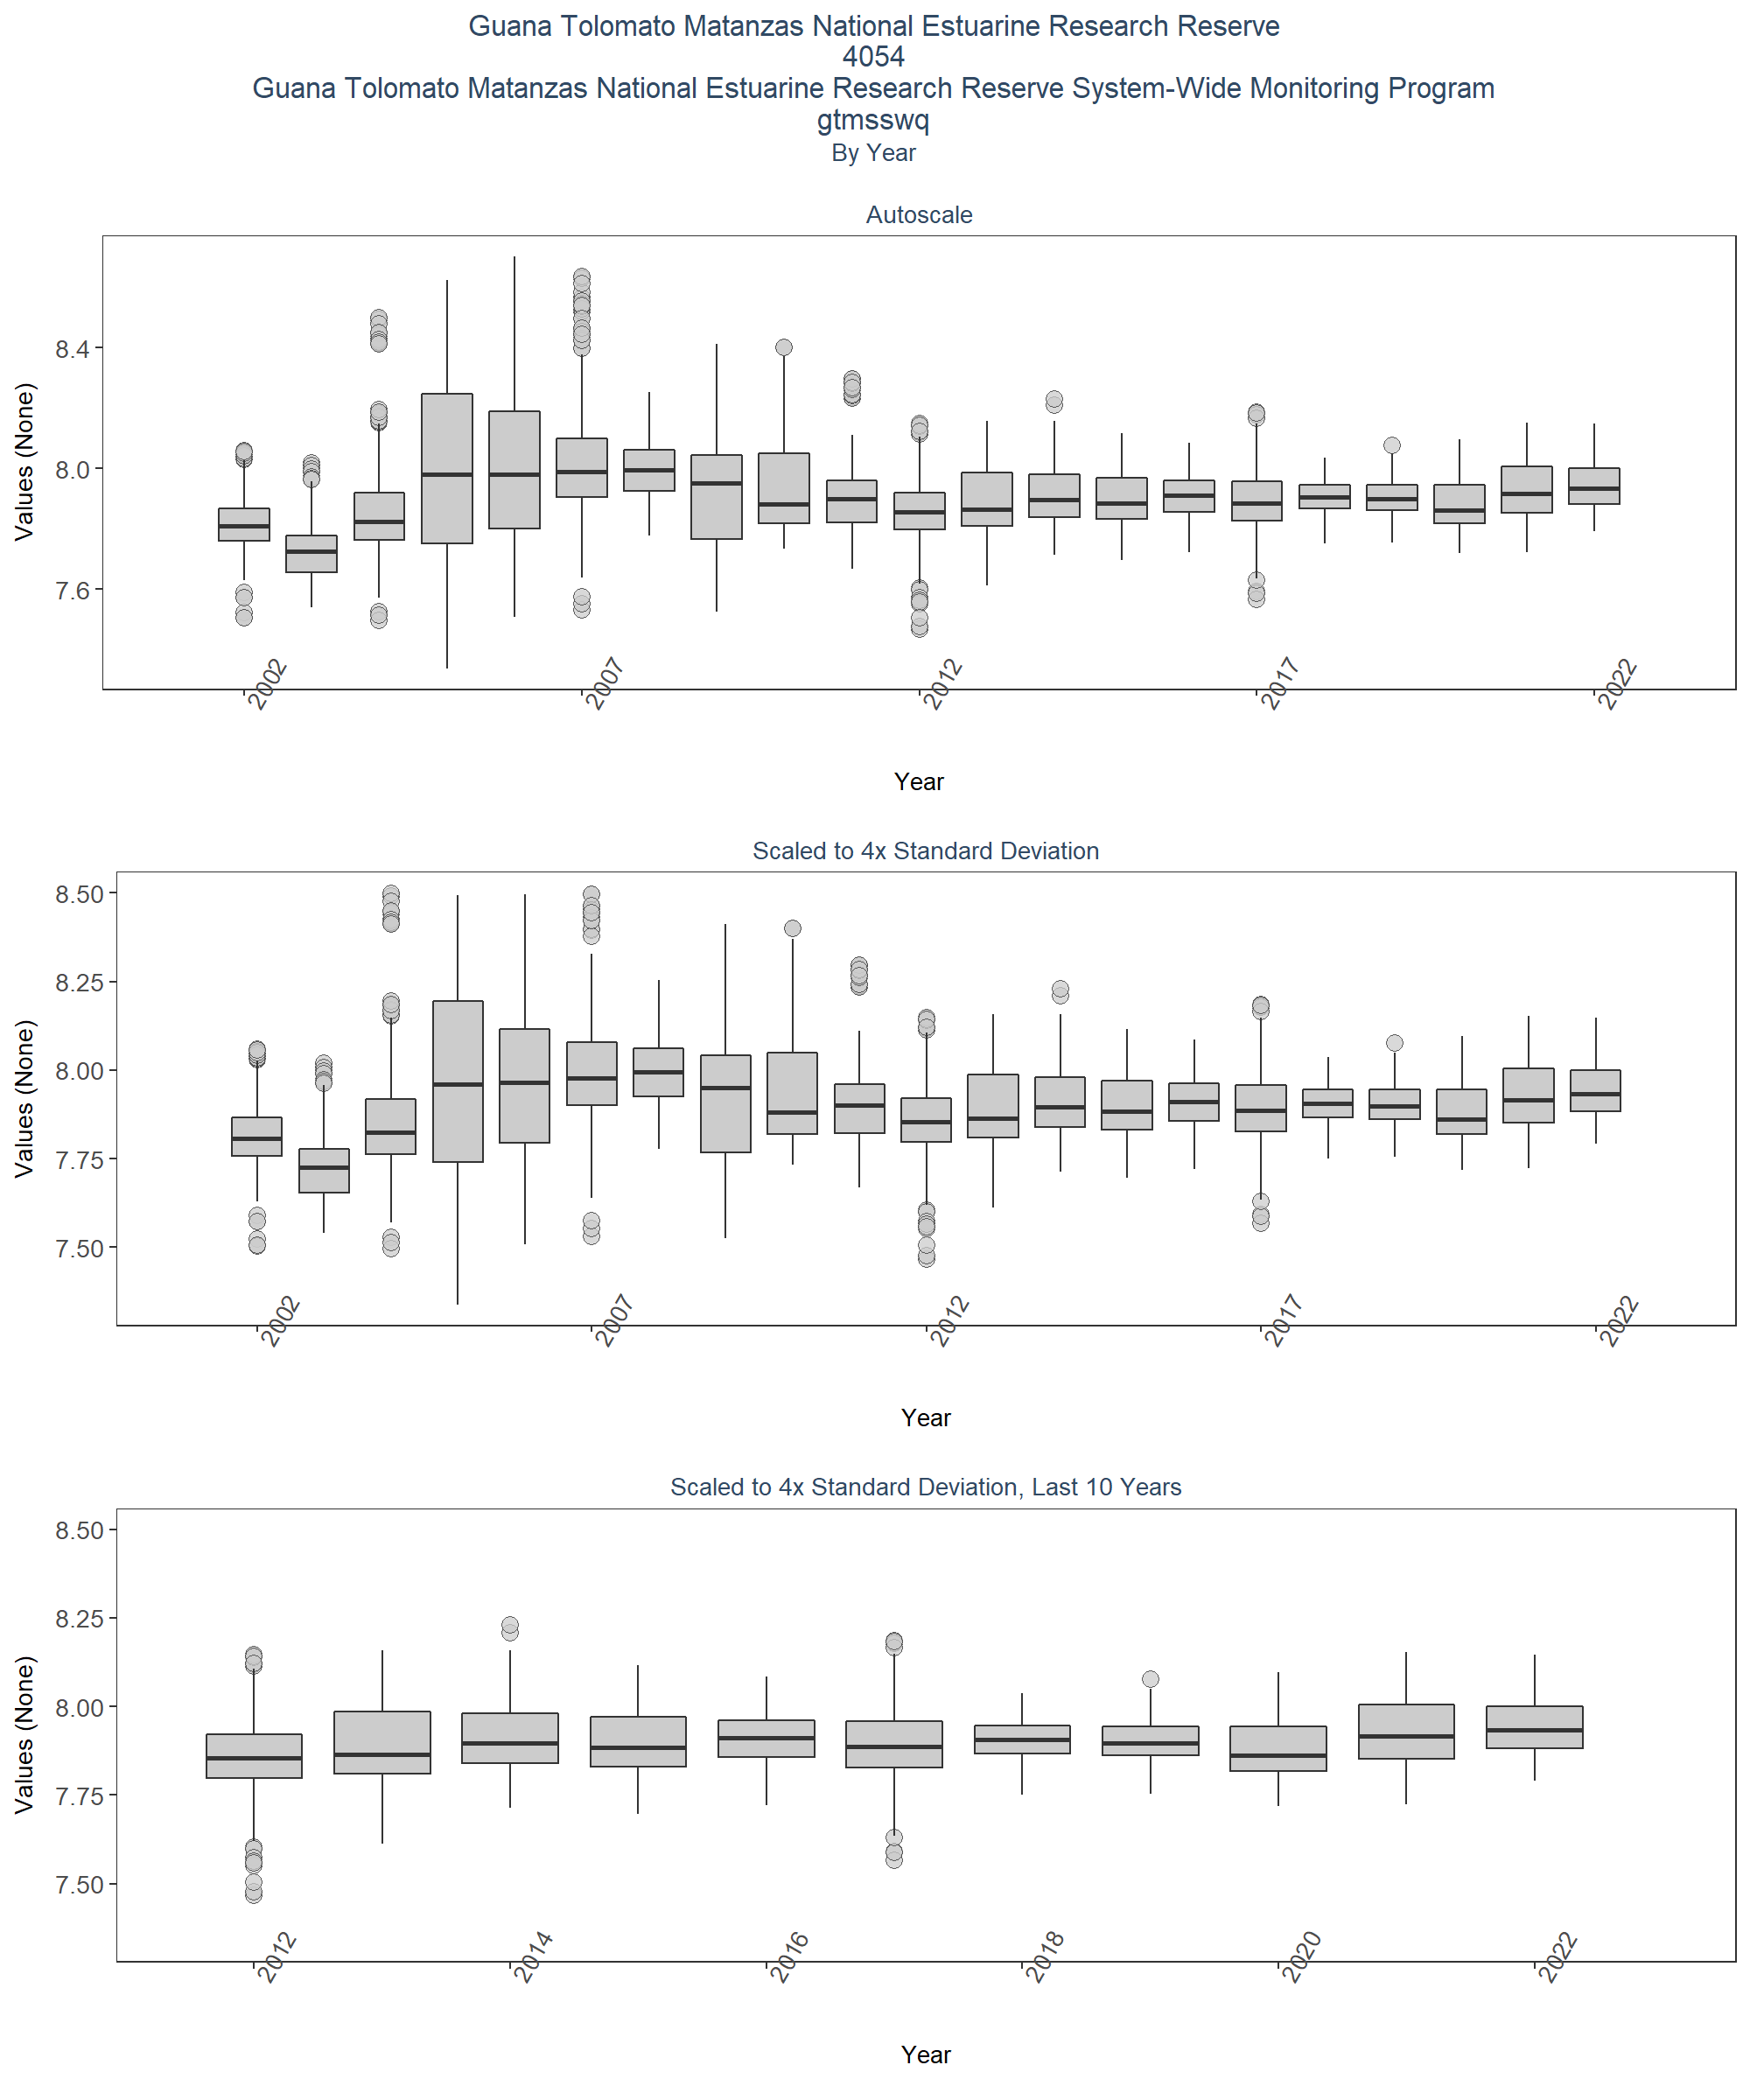 Guana Tolomato Matanzas National Estuarine Research Reserve
4054
Guana Tolomato Matanzas National Estuarine Research Reserve System-Wide Monitoring Program
gtmsswq
By Year
Autoscale
Values (None)
8.4
8.0
7.6
2002 2007 2012 2017 2022
Year
Scaled to 4x Standard Deviation
Values (None)
8.50
8.25
8.00
7.75
7.50
2002 2007 2012 2017 2022
Year
Scaled to 4x Standard Deviation, Last 10 Years
Values (None)
8.50
8.25
8.00
7.75
7.50
2012 2014 2016 2018 2020 2022
Year